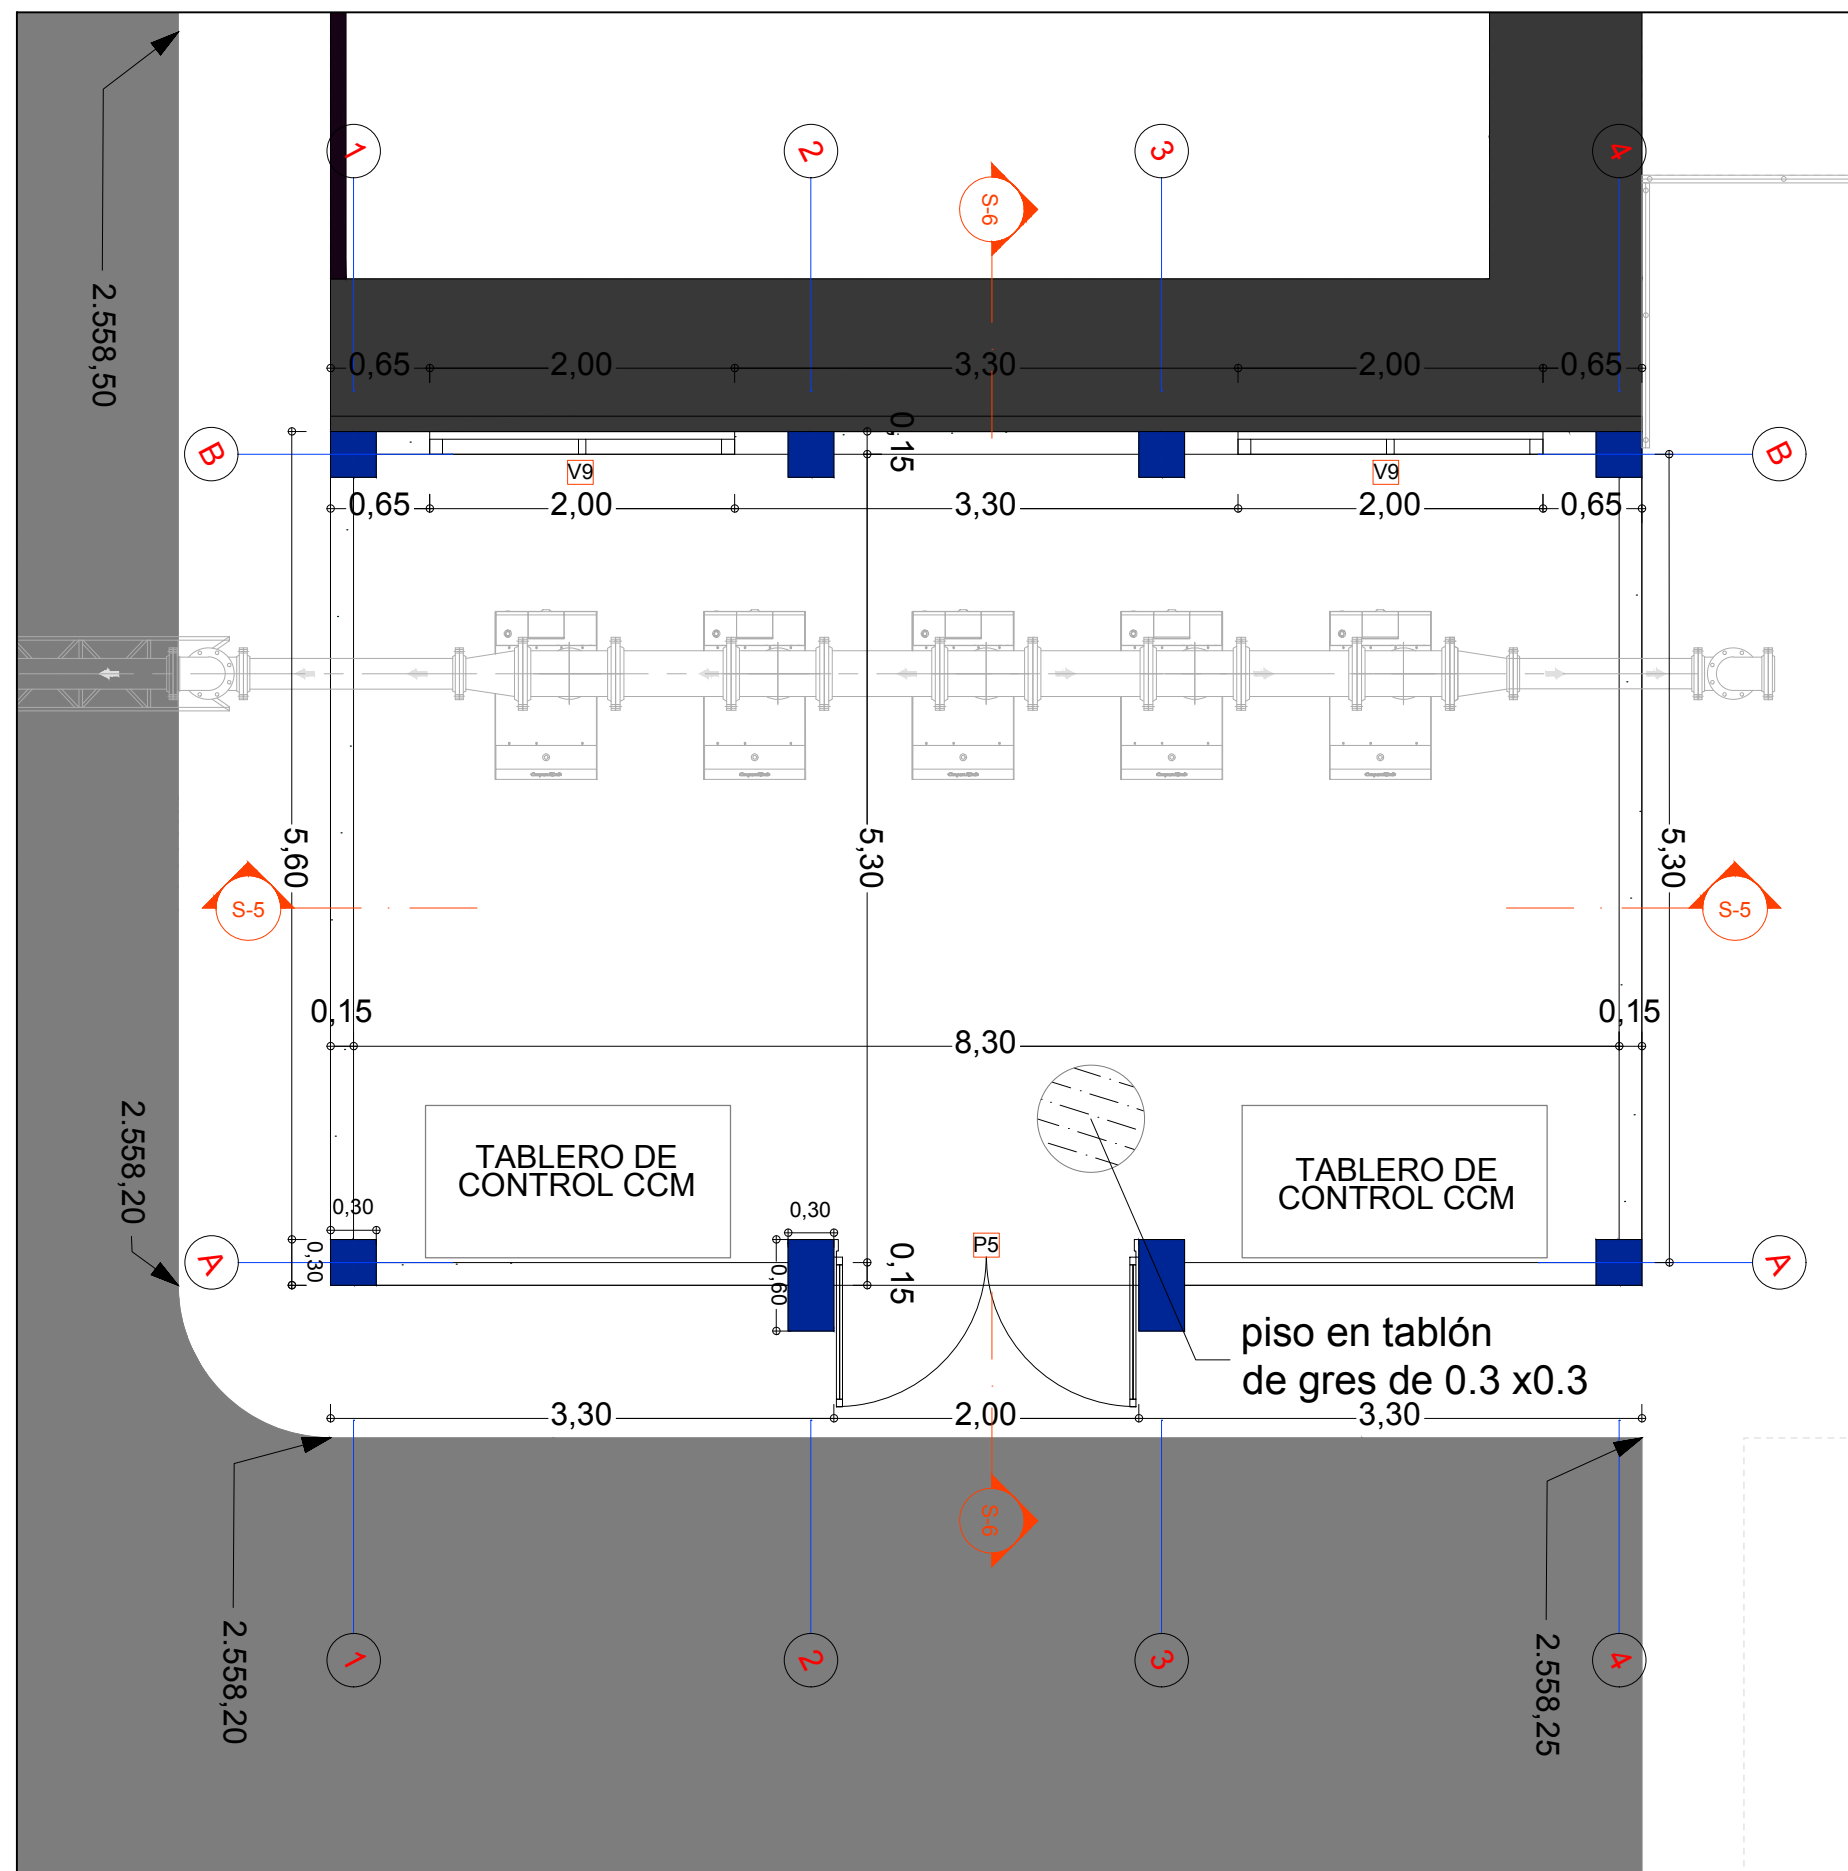 1
2
3
4
S-6
2.558,50
0,65
2,00
3,30
2,00
0,65
0,15
B
B
V9
V9
0,65
2,00
3,30
2,00
0,65
5,60
5,30
5,30
S-5
S-5
0,15
0,15
8,30
2.558,20
TABLERO DE
CONTROL CCM
TABLERO DE
CONTROL CCM
0,30
0,30
0,30
0,60
0,15
P5
A
A
piso en tablón
de gres de 0.3 x0.3
3,30
2,00
3,30
S-6
2.558,20
2.558,25
1
2
3
4